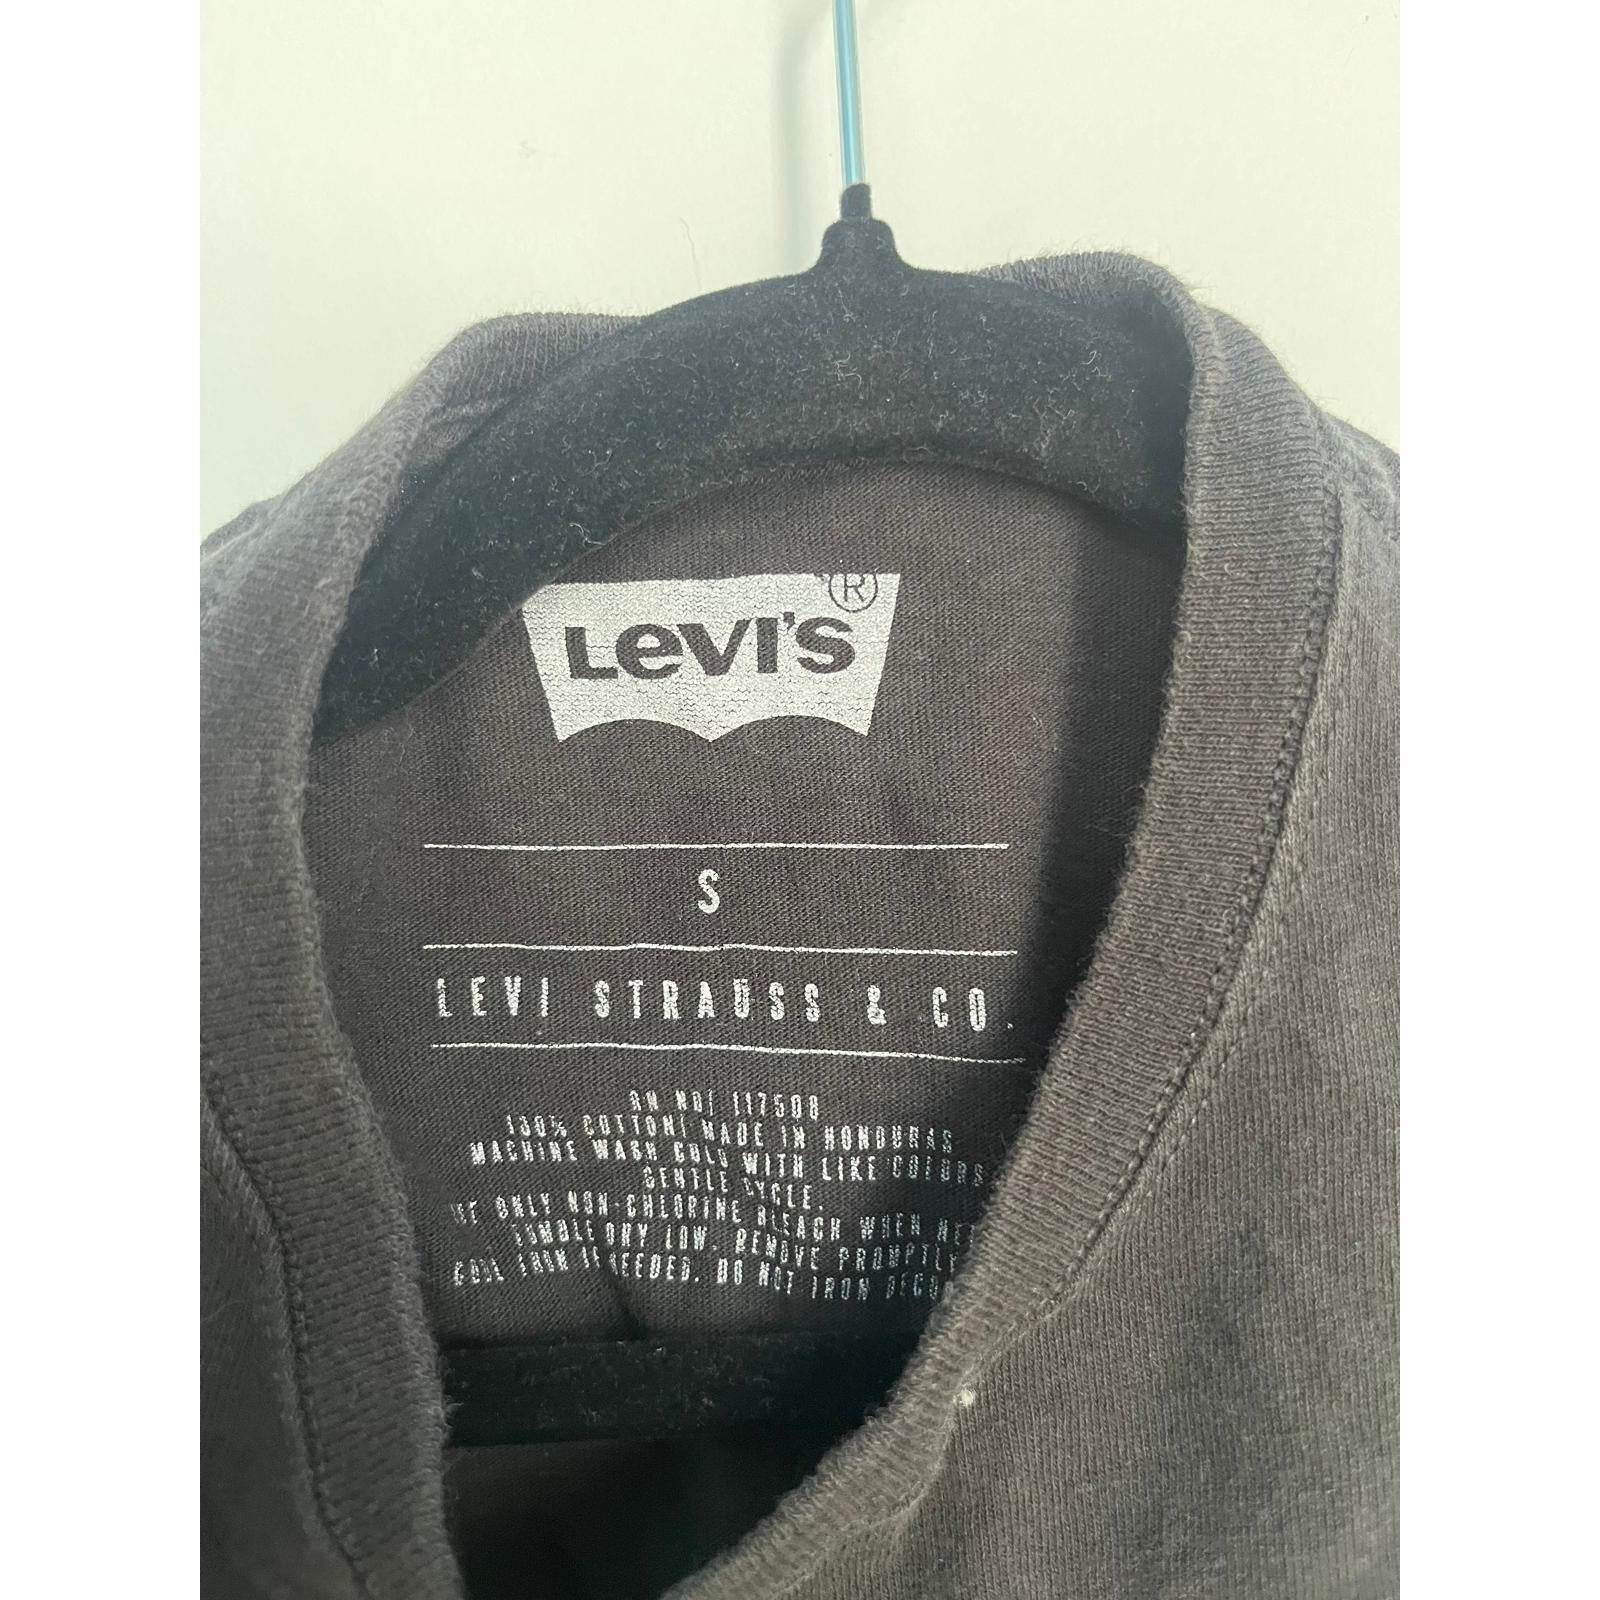 LEVI'S®
S
LEVI STRAUSS & CO.
RN NO: 117508
100% COTTON: MADE IN HONDURAS
MACHINE WASH COLD WITH LIKE COLORS
GENTLE CYCLE.
ONLY NON-CHLORINE BLEACH WHEN
TUMBLE DRY LOW. REMOVE PROMPTLY
COOL IRON IF NEEDED. DO NOT IRON